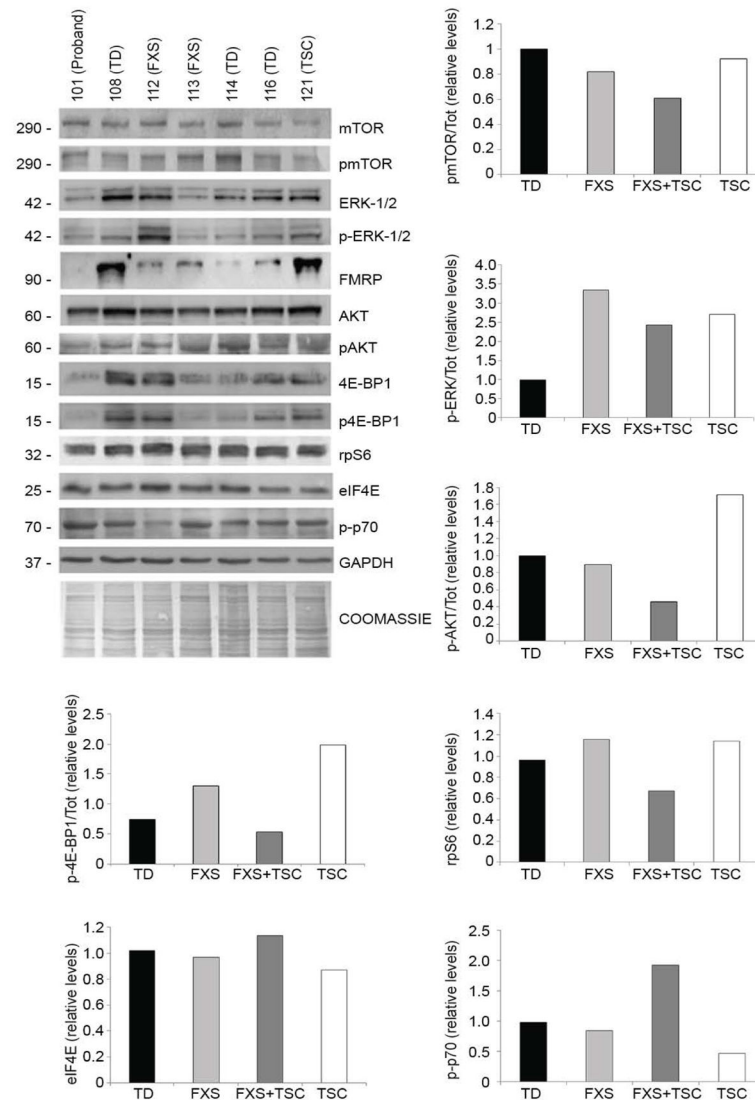 101 (Proband)
108 (TD)
112 (FXS)
113 (FXS)
114 (TD)
116 (TD)
121 (TSC)
290 - mTOR
290 - pmTOR
42 - ERK-1/2
42 - p-ERK-1/2
90 - FMRP
60 - AKT
60 - pAKT
15 - 4E-BP1
15 - p4E-BP1
32 - rpS6
25 - eIF4E
70 - p-p70
37 - GAPDH
COOMASSIE
pmTOR/Tot (relative levels)
1.2
1.0
0.8
0.6
0.4
0.2
0
TD FXS FXS+TSC TSC
p-ERK/Tot (relative levels)
4.0
3.5
3.0
2.5
2.0
1.5
1.0
0.5
0
TD FXS FXS+TSC TSC
p-AKT/Tot (relative levels)
1.8
1.6
1.4
1.2
1.0
0.8
0.6
0.4
0.2
0
TD FXS FXS+TSC TSC
p-4E-BP1/Tot (relative levels)
2.5
2.0
1.5
1.0
0.5
0
TD FXS FXS+TSC TSC
rpS6 (relative levels)
1.4
1.2
1.0
0.8
0.6
0.4
0.2
0
TD FXS FXS+TSC TSC
eIF4E (relative levels)
1.2
1.0
0.8
0.6
0.4
0.2
0
TD FXS FXS+TSC TSC
p-p70 (relative levels)
2.5
2.0
1.5
1.0
0.5
0
TD FXS FXS+TSC TSC